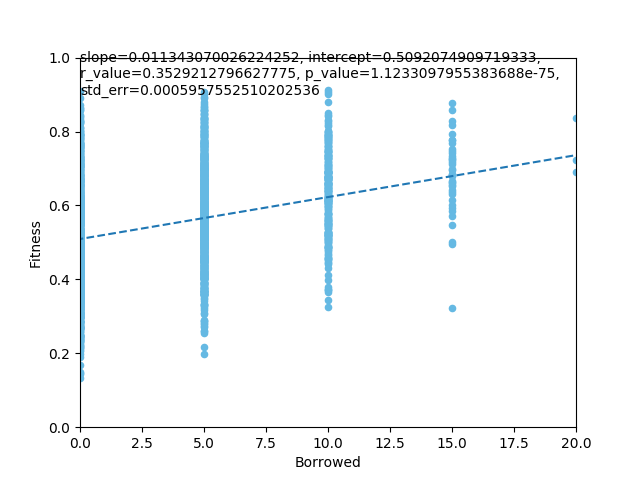 slope=0.011343070026224252, intercept=0.5092074909719333,
r_value=0.3529212796627775, p_value=1.1233097955383688e-75,
std_err=0.0005957552510202536
1.0
0.8
0.6
0.4
0.2
0.0
Fitness
0.0 2.5 5.0 7.5 10.0 12.5 15.0 17.5 20.0
Borrowed